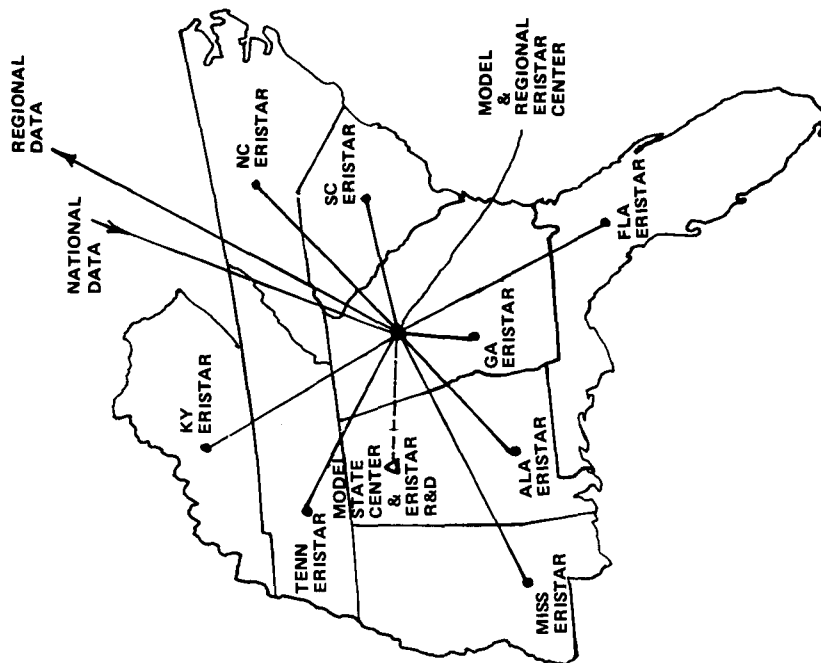 REGIONAL
DATA
NATIONAL
DATA
KY
ERISTAR
NC
ERISTAR
TENN
ERISTAR
SC
ERISTAR
MODEL
STATE
CENTER
&
ERISTAR
R&D
MODEL
&
REGIONAL
ERISTAR
CENTER
GA
ERISTAR
ALA
ERISTAR
MISS
ERISTAR
FLA
ERISTAR